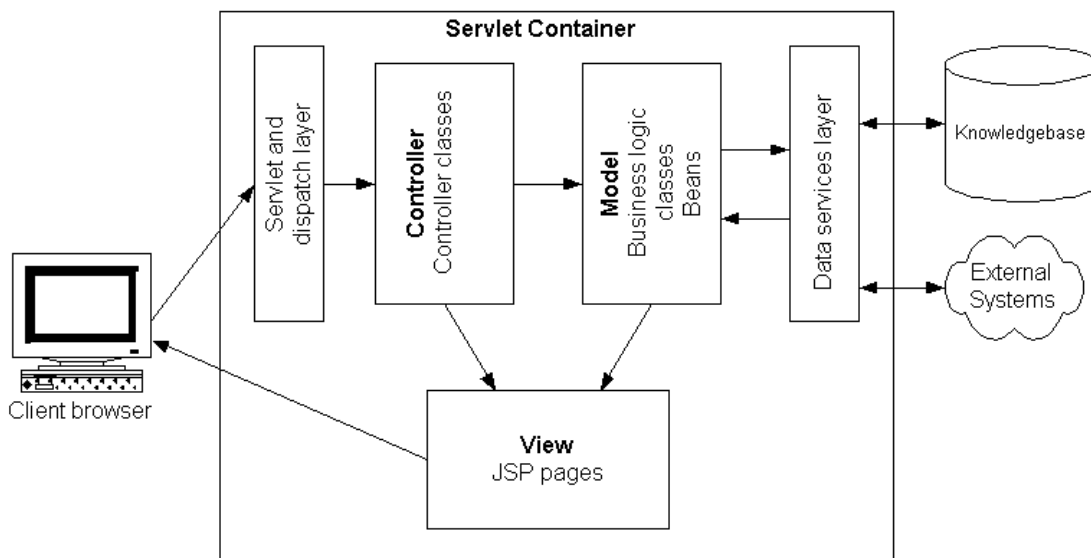 Servlet Container
Servlet and
dispatch layer
Controller
Controller classes
Model
Business logic
classes
Beans
Data services layer
Knowledgebase
External
Systems
Client browser
View
JSP pages